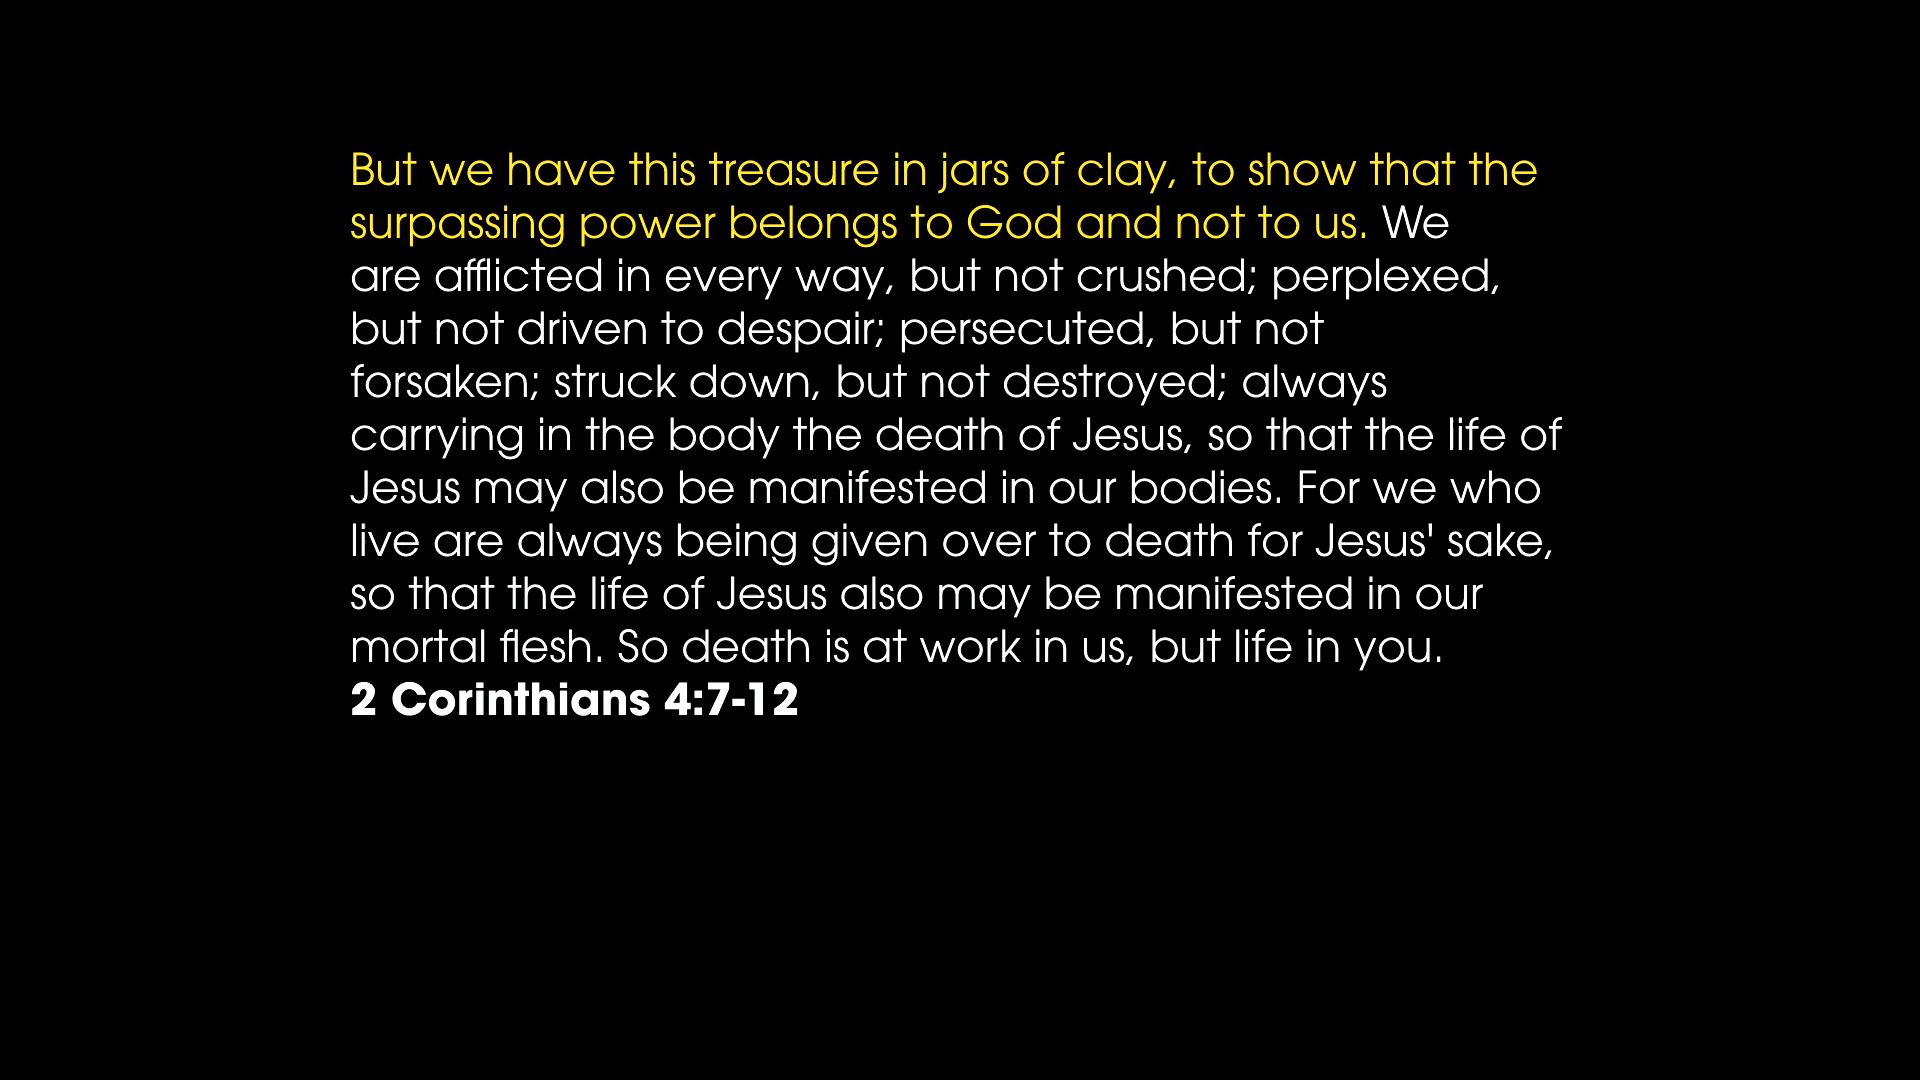 But we have this treasure in jars of clay, to show that the
surpassing power belongs to God and not to us. We
are afflicted in every way, but not crushed; perplexed,
but not driven to despair; persecuted, but not
forsaken; struck down, but not destroyed; always
carrying in the body the death of Jesus, so that the life of
Jesus may also be manifested in our bodies. For we who
live are always being given over to death for Jesus' sake,
so that the life of Jesus also may be manifested in our
mortal flesh. So death is at work in us, but life in you.
2 Corinthians 4:7-12